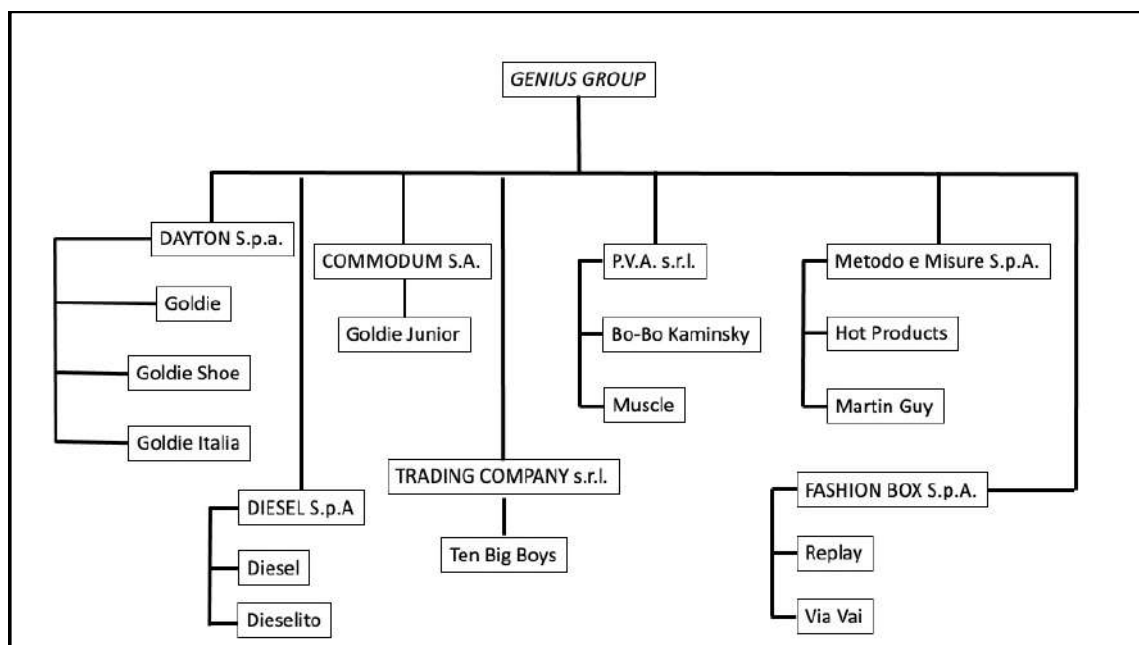 GENIUS GROUP
DAYTON S.p.a.
Goldie
Goldie Shoe
Goldie Italia
DIESEL S.p.A
Diesel
Dieselito
COMMODUM S.A.
Goldie Junior
TRADING COMPANY s.r.l.
Ten Big Boys
P.V.A. s.r.l.
Bo-Bo Kaminsky
Muscle
Metodo e Misure S.p.A.
Hot Products
Martin Guy
FASHION BOX S.p.A.
Replay
Via Vai